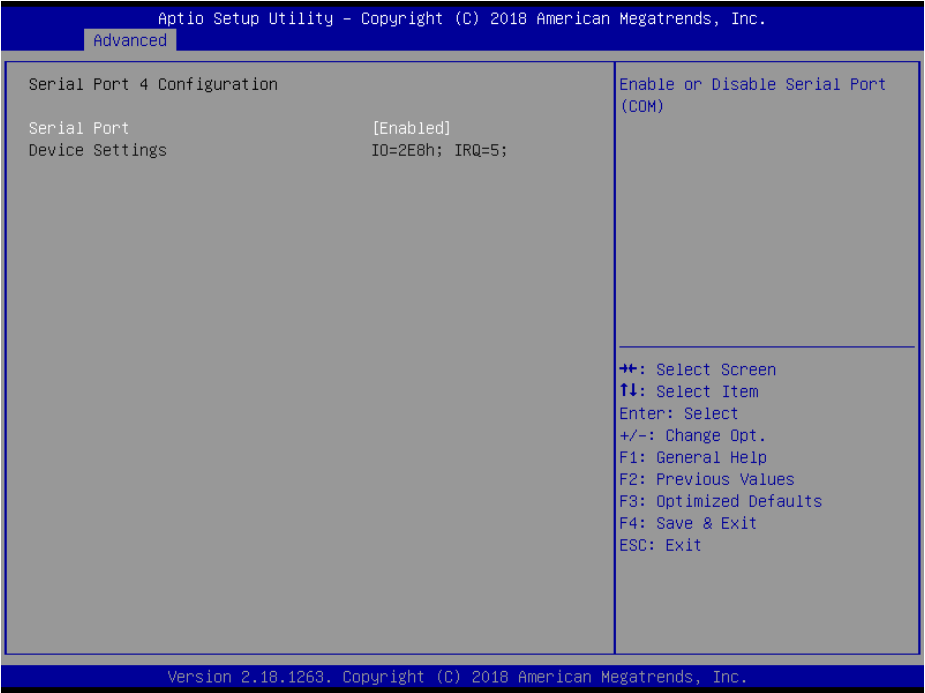 Aptio Setup Utility – Copyright (C) 2018 American Megatrends, Inc.
Advanced
Serial Port 4 Configuration
Serial Port [Enabled]
Device Settings IO=2E8h; IRQ=5;
Enable or Disable Serial Port
(COM)
→←: Select Screen
↑↓: Select Item
Enter: Select
+/-: Change Opt.
F1: General Help
F2: Previous Values
F3: Optimized Defaults
F4: Save & Exit
ESC: Exit
Version 2.18.1263. Copyright (C) 2018 American Megatrends, Inc.